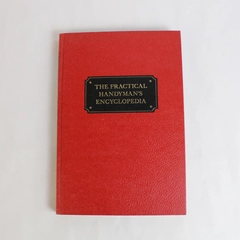 THE PRACTICAL
HANDYMAN'S
ENCYCLOPEDIA